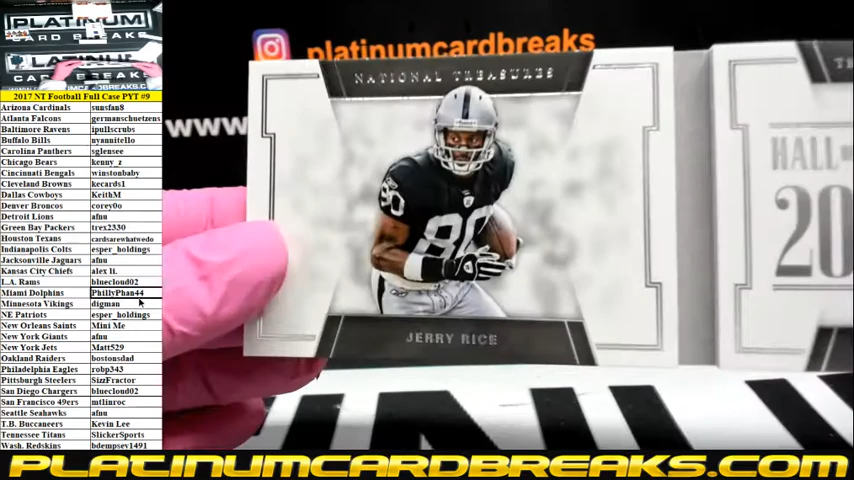 PLATINUM
CARD BREAKS
PLATINUM
CARD BREAKS
2017 NT Football Full Case PYT #9
Arizona Cardinals sunsfan8
Atlanta Falcons germanschuetzens
Baltimore Ravens ipullscrubs
Buffalo Bills nyannitello
Carolina Panthers sglensee
Chicago Bears kenny_z
Cincinnati Bengals winstonbaby
Cleveland Browns kecards1
Dallas Cowboys KeithM
Denver Broncos corey0o
Detroit Lions afnu
Green Bay Packers trex2330
Houston Texans cardsarewhatwedo
Indianapolis Colts esper_holdings
Jacksonville Jaguars afnu
Kansas City Chiefs alex li.
L.A. Rams bluecloud02
Miami Dolphins PhillyPhan44
Minnesota Vikings digman
NE Patriots esper_holdings
New Orleans Saints Mini Me
New York Giants afnu
New York Jets Matt529
Oakland Raiders bostonsdad
Philadelphia Eagles robp343
Pittsburgh Steelers SizzFractor
San Diego Chargers bluecloud02
San Francisco 49ers mtlinroc
Seattle Seahawks afnu
T.B. Buccaneers Kevin Lee
Tennessee Titans SlickerSports
Wash. Redskins bdempsey1491
platinumcardbreaks
www
NATIONAL TREASURES
80
80
JERRY RICE
HALL
20
PLATINUMCARDBREAKS.COM